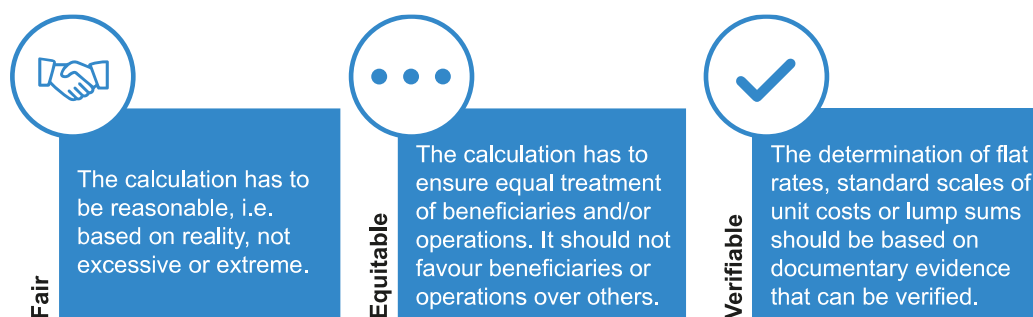 Fair
The calculation has to
be reasonable, i.e.
based on reality, not
excessive or extreme.
Equitable
The calculation has to
ensure equal treatment
of beneficiaries and/or
operations. It should not
favour beneficiaries or
operations over others.
Verifiable
The determination of flat
rates, standard scales of
unit costs or lump sums
should be based on
documentary evidence
that can be verified.